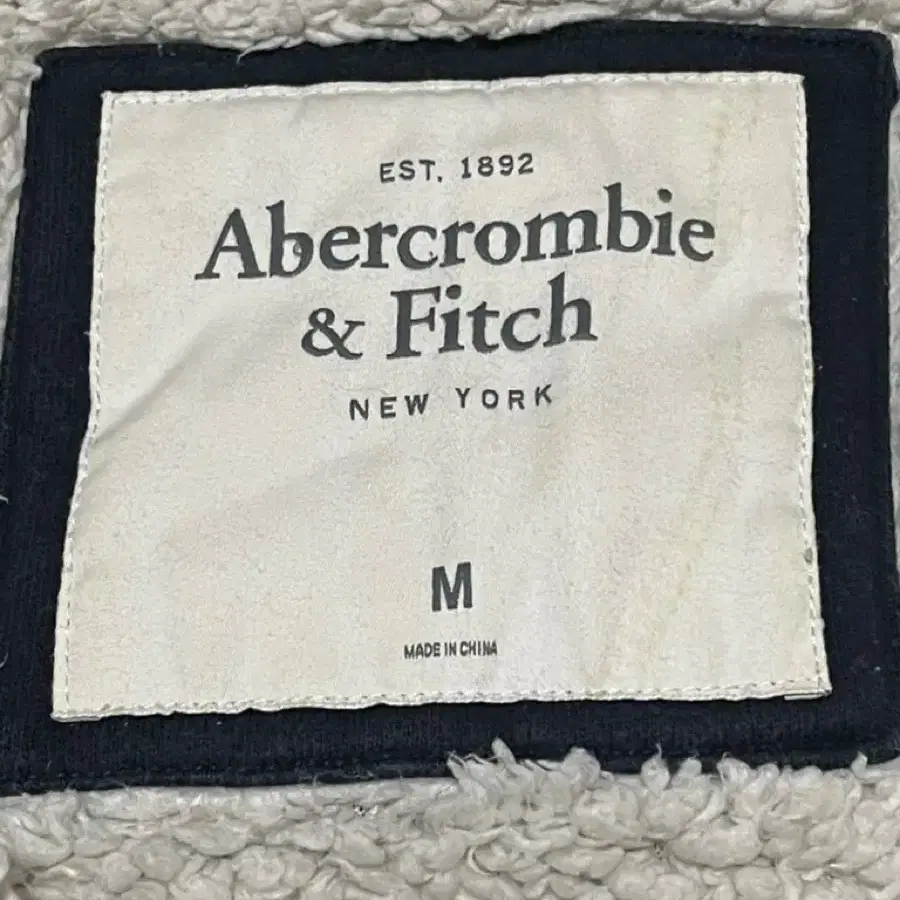 EST. 1892
Abercrombie
& Fitch
NEW YORK
M
MADE IN CHINA